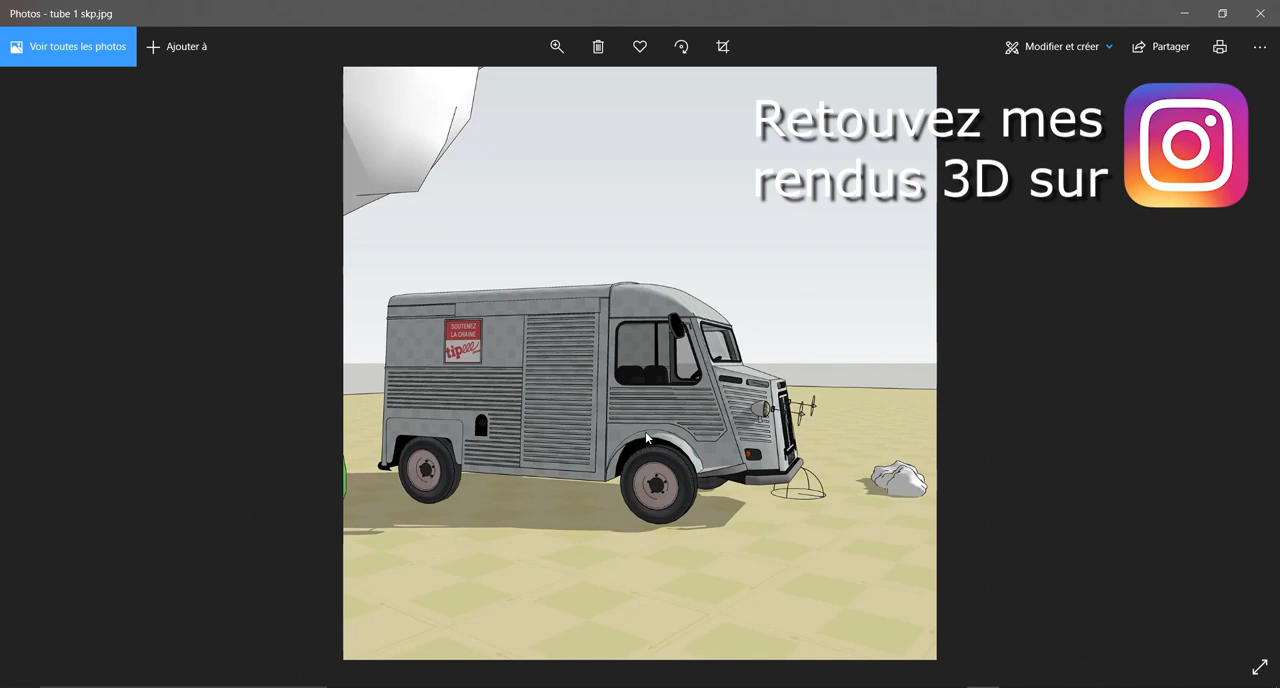 Photos - tube 1 skp.jpg
Voir toutes les photos
Ajouter à
Modifier et créer
Partager
Retouvez mes
rendus 3D sur
SOUTENEZ
LA CHAINE
tipeee